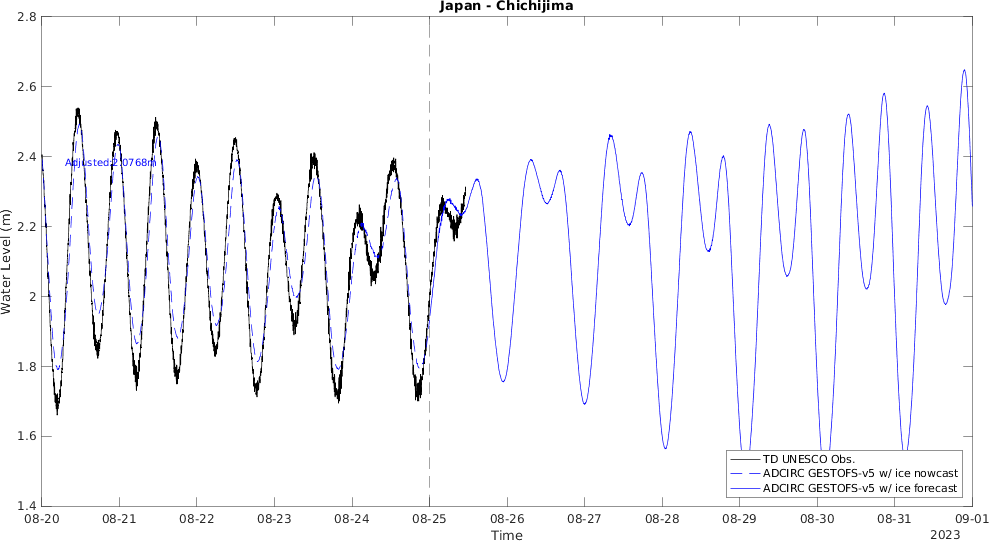 Japan - Chichijima
2.8
2.6
2.4
2.2
2
1.8
1.6
1.4
Water Level (m)
Adjusted:2.0768m
TD UNESCO Obs.
ADCIRC GESTOFS-v5 w/ ice nowcast
ADCIRC GESTOFS-v5 w/ ice forecast
08-20 08-21 08-22 08-23 08-24 08-25 08-26 08-27 08-28 08-29 08-30 08-31 09-01
Time
2023